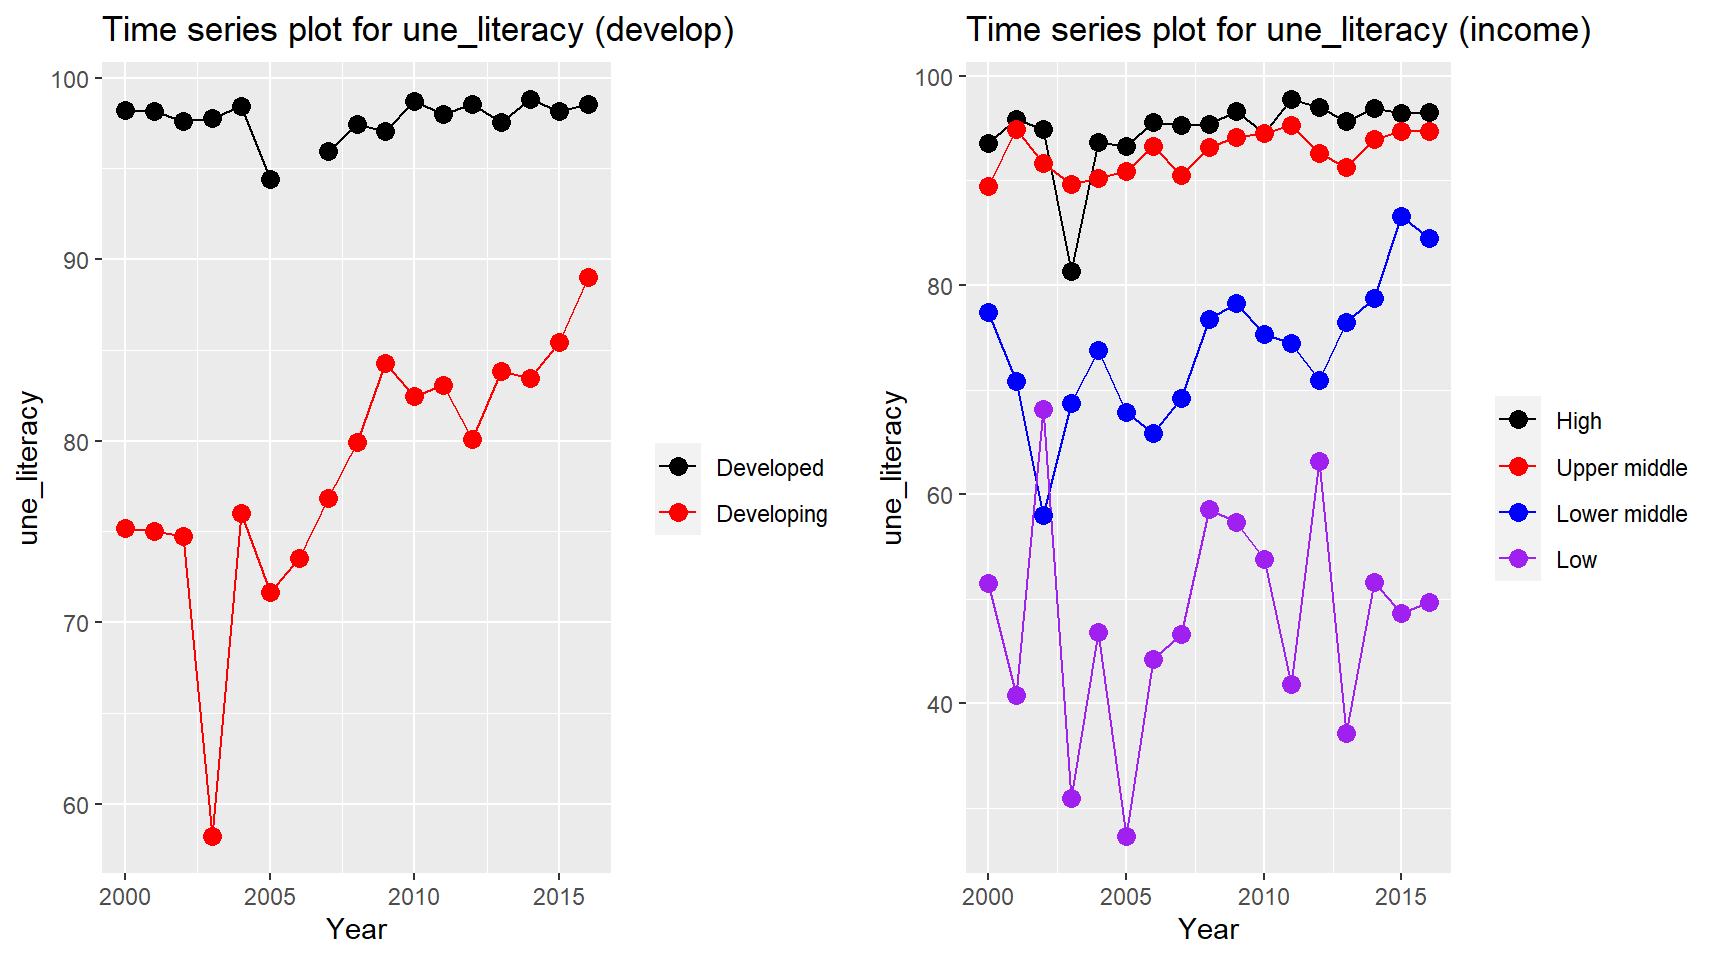 Time series plot for une_literacy (develop)
100
90
80
70
60
une_literacy
2000
2005
2010
2015
Year
Developed
Developing
Time series plot for une_literacy (income)
100
80
60
40
une_literacy
2000
2005
2010
2015
Year
High
Upper middle
Lower middle
Low